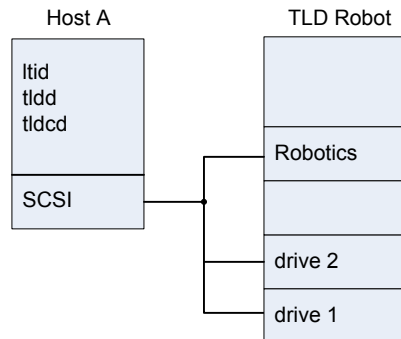 Host A
TLD Robot
ltid
tldd
tldcd
Robotics
SCSI
drive 2
drive 1